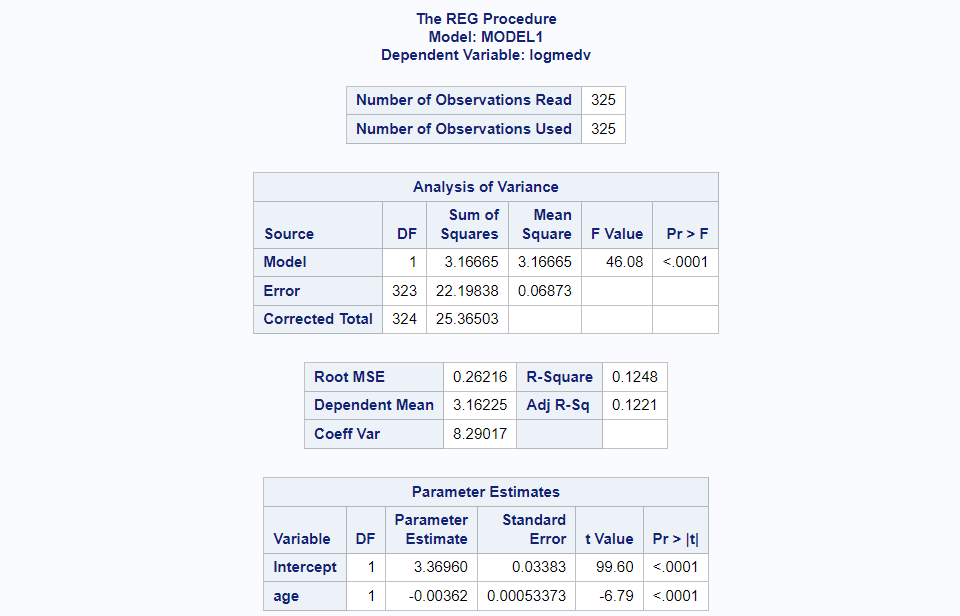 The REG Procedure
Model: MODEL1
Dependent Variable: logmedv
Number of Observations Read 325
Number of Observations Used 325
Analysis of Variance
Source DF Sum of Squares Mean Square F Value Pr > F
Model 1 3.16665 3.16665 46.08 <.0001
Error 323 22.19838 0.06873
Corrected Total 324 25.36503
Root MSE 0.26216 R-Square 0.1248
Dependent Mean 3.16225 Adj R-Sq 0.1221
Coeff Var 8.29017
Parameter Estimates
Variable DF Parameter Estimate Standard Error t Value Pr > |t|
Intercept 1 3.36960 0.03383 99.60 <.0001
age 1 -0.00362 0.00053373 -6.79 <.0001